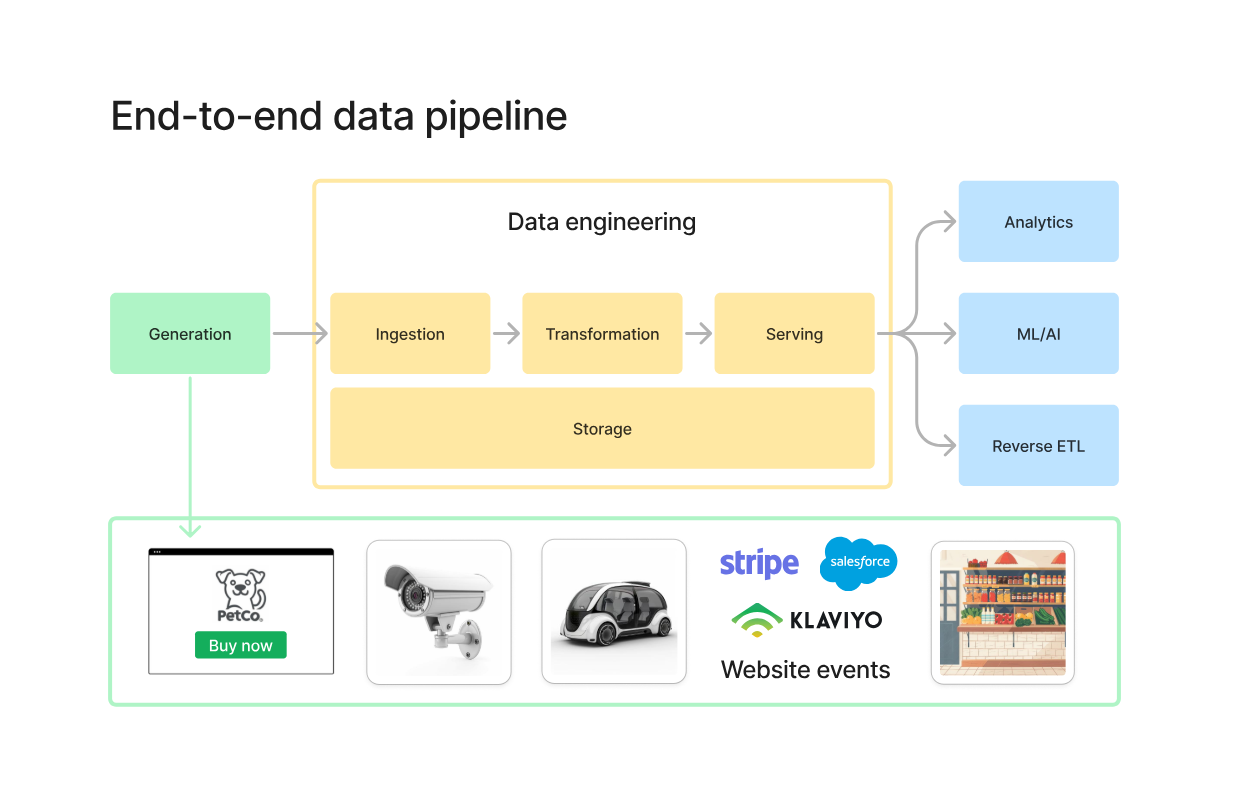 End-to-end data pipeline
Data engineering
Generation
Ingestion
Transformation
Serving
Storage
Analytics
ML/AI
Reverse ETL
PetCo.
Buy now
stripe
salesforce
KLAVIYO
Website events